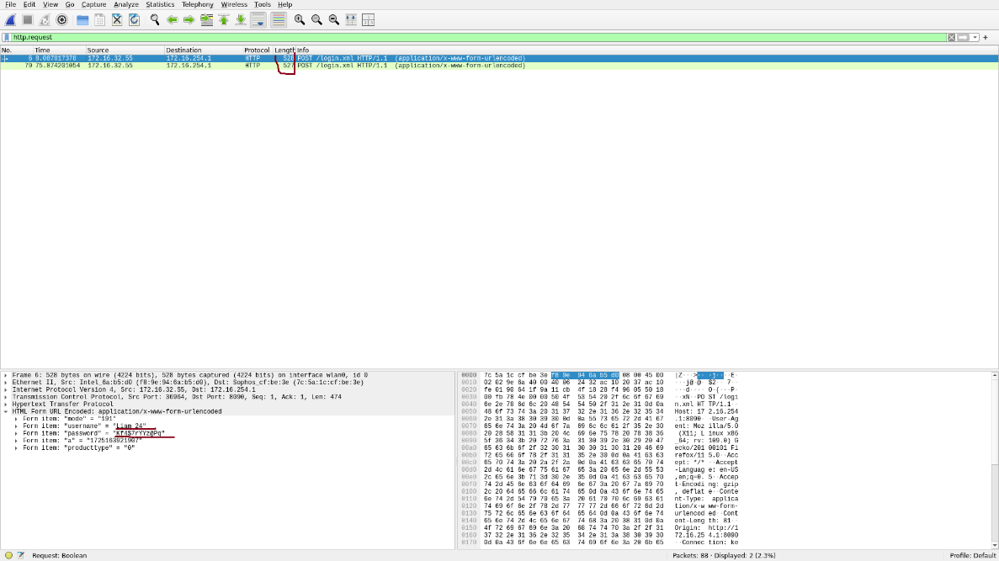 File Edit View Go Capture Analyze Statistics Telephony Wireless Tools Help
http.request
No. Time Source Destination Protocol Length Info
6 0.087817378 172.16.32.55 172.16.254.1 HTTP 528 POST /login.xml HTTP/1.1 (application/x-www-form-urlencoded)
79 75.874201054 172.16.32.55 172.16.254.1 HTTP 527 POST /login.xml HTTP/1.1 (application/x-www-form-urlencoded)
Frame 6: 528 bytes on wire (4224 bits), 528 bytes captured (4224 bits) on interface wlan0, id 0
Ethernet II, Src: Intel_6a:b5:d0 (f8:9e:94:6a:b5:d0), Dst: Sophos_cf:be:3e (7c:5a:1c:cf:be:3e)
Internet Protocol Version 4, Src: 172.16.32.55, Dst: 172.16.254.1
Transmission Control Protocol, Src Port: 36964, Dst Port: 8090, Seq: 1, Ack: 1, Len: 474
Hypertext Transfer Protocol
HTML Form URL Encoded: application/x-www-form-urlencoded
Form item: "mode" = "191"
Form item: "username" = "Liam_24"
Form item: "password" = "Kf4$7rYYz@Pq"
Form item: "a" = "1725163921907"
Form item: "producttype" = "0"
0000 7c 5a 1c cf be 3e f8 9e 94 6a b5 d0 08 00 45 00 |Z···>·· ·j····E·
0010 02 02 9e 6a 40 00 40 06 24 32 ac 10 20 37 ac 10 ···j@·@· $2·· 7··
0020 fe 01 90 64 1f 9a 11 cb 4f 18 28 f4 96 05 50 18 ···d···· O·(···P·
0030 00 fb 78 4e 00 00 50 4f 53 54 20 2f 6c 6f 67 69 ··xN··PO ST /logi
0040 6e 2e 78 6d 6c 20 48 54 54 50 2f 31 2e 31 0d 0a n.xml HT TP/1.1··
0050 48 6f 73 74 3a 20 31 37 32 2e 31 36 2e 32 35 34 Host: 17 2.16.254
0060 2e 31 3a 38 30 39 30 0d 0a 55 73 65 72 2d 41 67 .1:8090· ·User-Ag
0070 65 6e 74 3a 20 4d 6f 7a 69 6c 6c 61 2f 35 2e 30 ent: Moz illa/5.0
0080 20 28 58 31 31 3b 20 4c 69 6e 75 78 20 78 38 36 (X11; L inux x86
0090 5f 36 34 3b 20 72 76 3a 31 30 39 2e 30 29 20 47 _64; rv: 109.0) G
00a0 65 63 6b 6f 2f 32 30 31 30 30 31 30 31 20 46 69 ecko/201 00101 Fi
00b0 72 65 66 6f 78 2f 31 31 35 2e 30 0d 0a 41 63 63 refox/11 5.0··Acc
00c0 65 70 74 3a 20 2a 2f 2a 0d 0a 41 63 63 65 70 74 ept: */* ··Accept
00d0 2d 4c 61 6e 67 75 61 67 65 3a 20 65 6e 2d 55 53 -Languag e: en-US
00e0 2c 65 6e 3b 71 3d 30 2e 35 0d 0a 41 63 63 65 70 ,en;q=0. 5··Accep
00f0 74 2d 45 6e 63 6f 64 69 6e 67 3a 20 67 7a 69 70 t-Encodi ng: gzip
0100 2c 20 64 65 66 6c 61 74 65 0d 0a 43 6f 6e 74 65 , deflat e··Conte
0110 6e 74 2d 54 79 70 65 3a 20 61 70 70 6c 69 63 61 nt-Type: applica
0120 74 69 6f 6e 2f 78 2d 77 77 77 2d 66 6f 72 6d 2d tion/x-w ww-form-
0130 75 72 6c 65 6e 63 6f 64 65 64 0d 0a 43 6f 6e 74 urlencod ed··Cont
0140 65 6e 74 2d 4c 65 6e 67 74 68 3a 20 38 31 0d 0a ent-Leng th: 81··
0150 4f 72 69 67 69 6e 3a 20 68 74 74 70 3a 2f 2f 31 Origin: http://1
0160 37 32 2e 31 36 2e 32 35 34 2e 31 3a 38 30 39 30 72.16.25 4.1:8090
0170 0d 0a 43 6f 6e 6e 65 63 74 69 6f 6e 3a 20 6b 65 ··Connec tion: ke
Request: Boolean Packets: 88 · Displayed: 2 (2.3%) Profile: Default